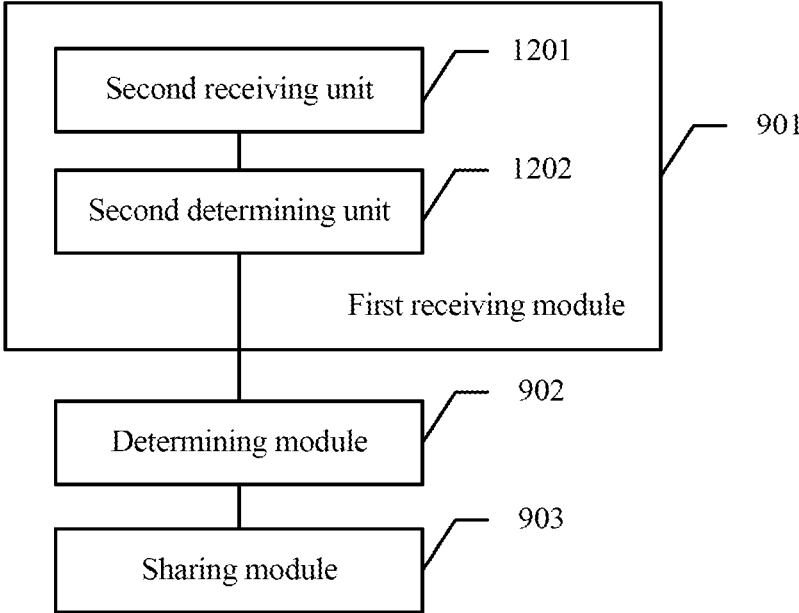 Second receiving unit
1201
901
Second determining unit
1202
First receiving module
Determining module
902
Sharing module
903